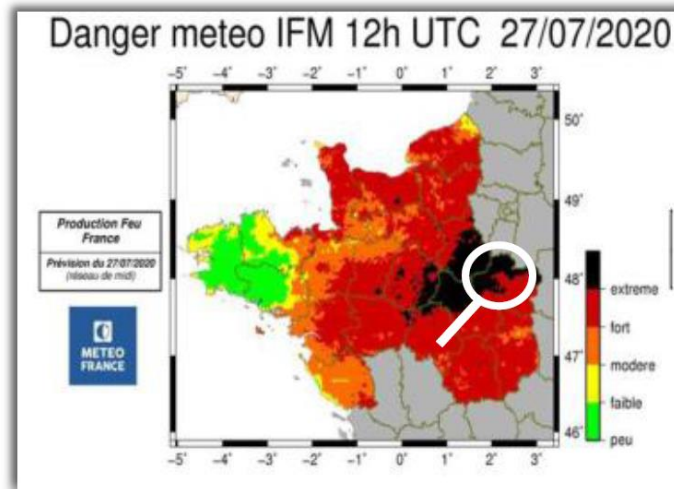 Danger meteo IFM 12h UTC 27/07/2020
-5° -4° -3° -2° -1° 0° 1° 2° 3°
50°
49°
48°
47°
46°
Production Feu
France
Prévision du 27/07/2020
(réseau de midi)
METEO
FRANCE
extreme
fort
modere
faible
peu
-5° -4° -3° -2° -1° 0° 1° 2° 3°